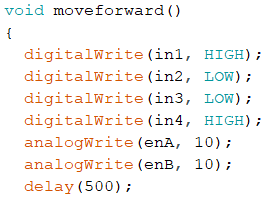 void moveforward()
{
  digitalWrite(in1, HIGH);
  digitalWrite(in2, LOW);
  digitalWrite(in3, LOW);
  digitalWrite(in4, HIGH);
  analogWrite(enA, 10);
  analogWrite(enB, 10);
  delay(500);